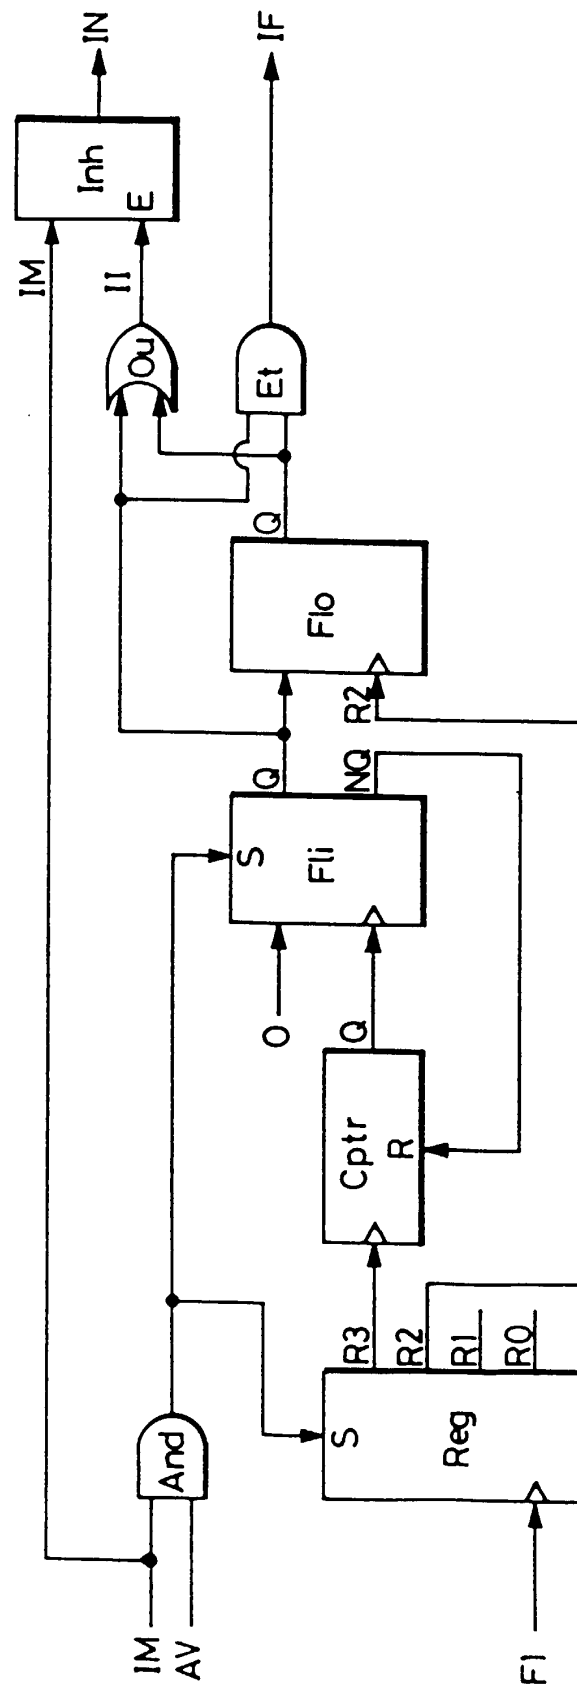 IM
AV
And
FI
S
Reg
R3
R2
R1
R0
Cptr
R
Q
O
S
Fli
Q
NQ
R2
Flo
Q
Ou
Et
II
IM
Inh
E
IN
IF